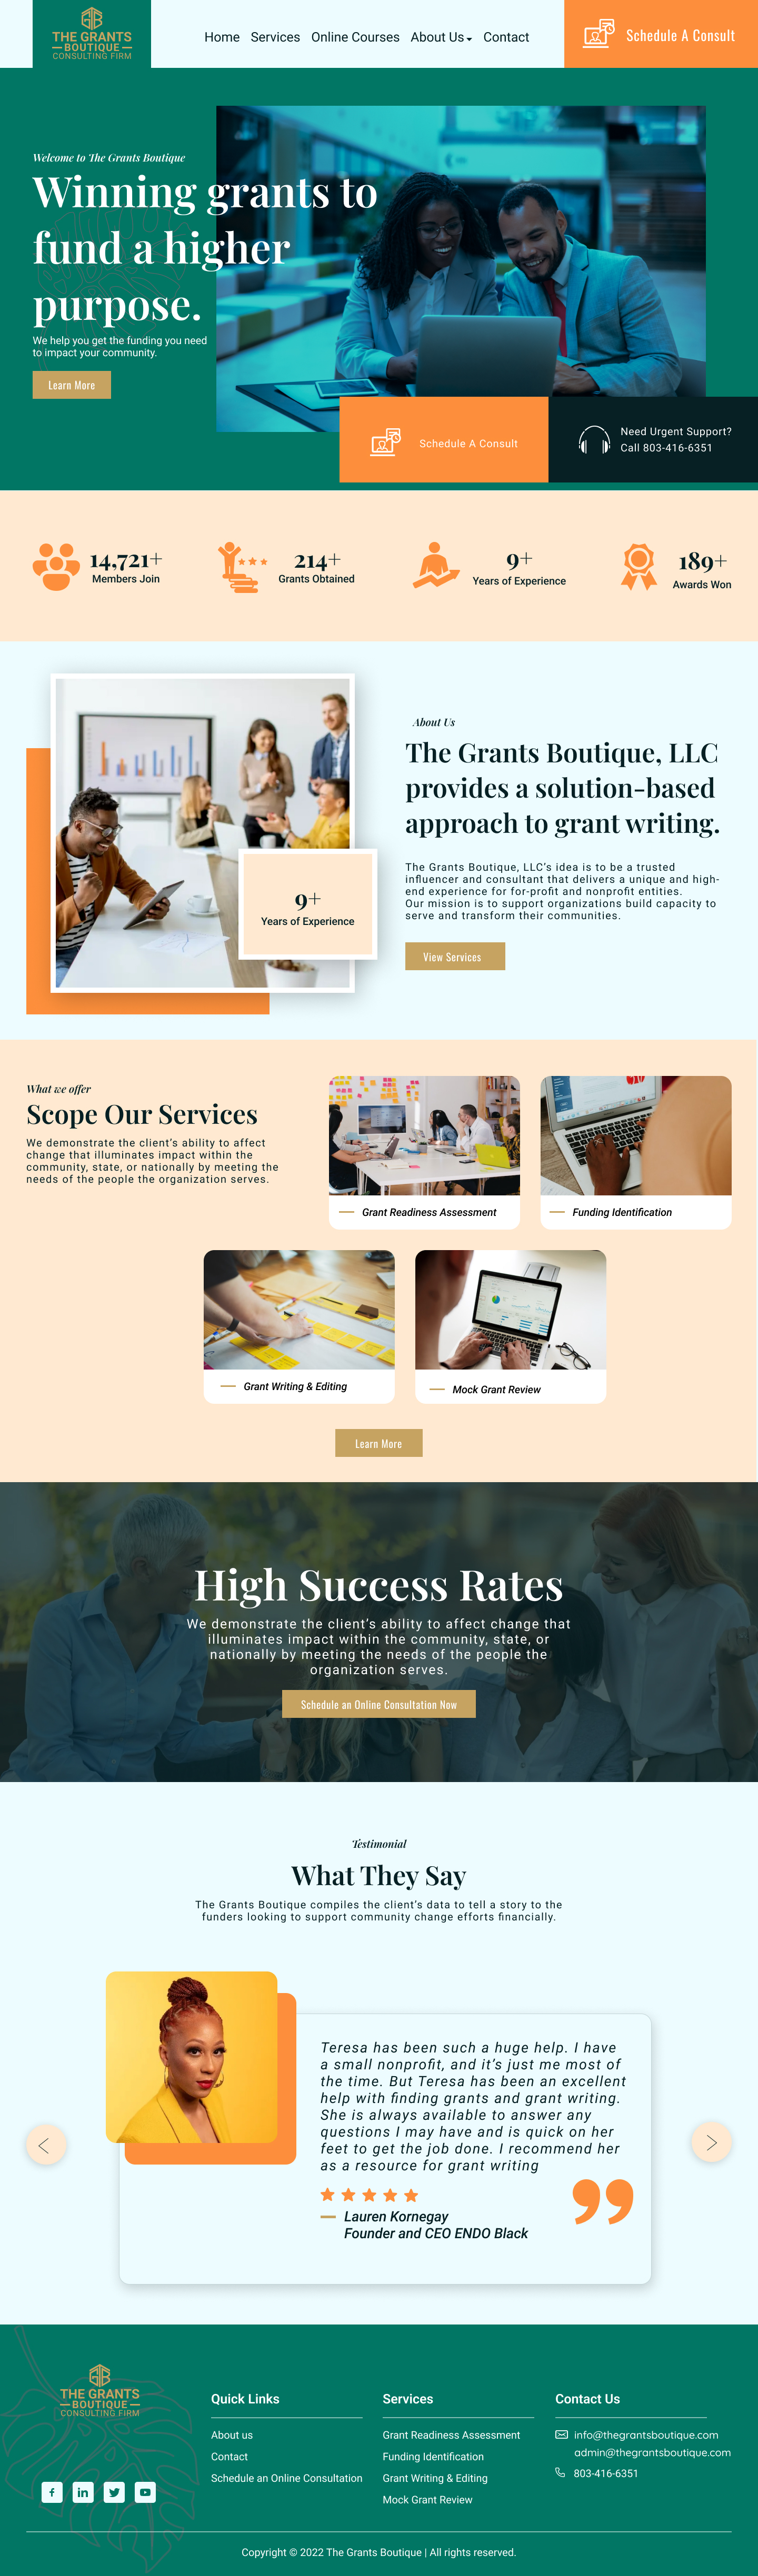 THE GRANTS
BOUTIQUE
CONSULTING FIRM
Home Services Online Courses About Us Contact
Schedule A Consult
Welcome to The Grants Boutique
Winning grants to
fund a higher
purpose.
We help you get the funding you need
to impact your community.
Learn More
Schedule A Consult
Need Urgent Support?
Call 803-416-6351
14,721+
Members Join
214+
Grants Obtained
9+
Years of Experience
189+
Awards Won
9+
Years of Experience
About Us
The Grants Boutique, LLC
provides a solution-based
approach to grant writing.
The Grants Boutique, LLC's idea is to be a trusted
influencer and consultant that delivers a unique and high-
end experience for for-profit and nonprofit entities.
Our mission is to support organizations build capacity to
serve and transform their communities.
View Services
What we offer
Scope Our Services
We demonstrate the client's ability to affect
change that illuminates impact within the
community, state, or nationally by meeting the
needs of the people the organization serves.
Grant Readiness Assessment
Funding Identification
Grant Writing & Editing
Mock Grant Review
Learn More
High Success Rates
We demonstrate the client's ability to affect change that
illuminates impact within the community, state, or
nationally by meeting the needs of the people the
organization serves.
Schedule an Online Consultation Now
Testimonial
What They Say
The Grants Boutique compiles the client's data to tell a story to the
funders looking to support community change efforts financially.
Teresa has been such a huge help. I have
a small nonprofit, and it's just me most of
the time. But Teresa has been an excellent
help with finding grants and grant writing.
She is always available to answer any
questions I may have and is quick on her
feet to get the job done. I recommend her
as a resource for grant writing
Lauren Kornegay
Founder and CEO ENDO Black
THE GRANTS
BOUTIQUE
CONSULTING FIRM
Quick Links
About us
Contact
Schedule an Online Consultation
Services
Grant Readiness Assessment
Funding Identification
Grant Writing & Editing
Mock Grant Review
Contact Us
info@thegrantsboutique.com
admin@thegrantsboutique.com
803-416-6351
Copyright © 2022 The Grants Boutique | All rights reserved.